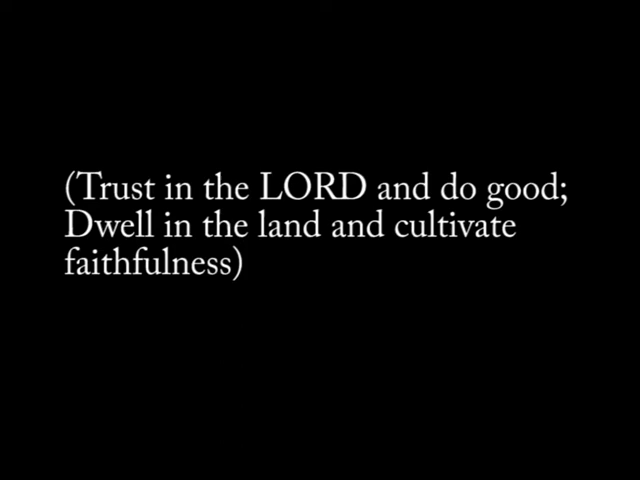 (Trust in the LORD and do good;
Dwell in the land and cultivate
faithfulness)